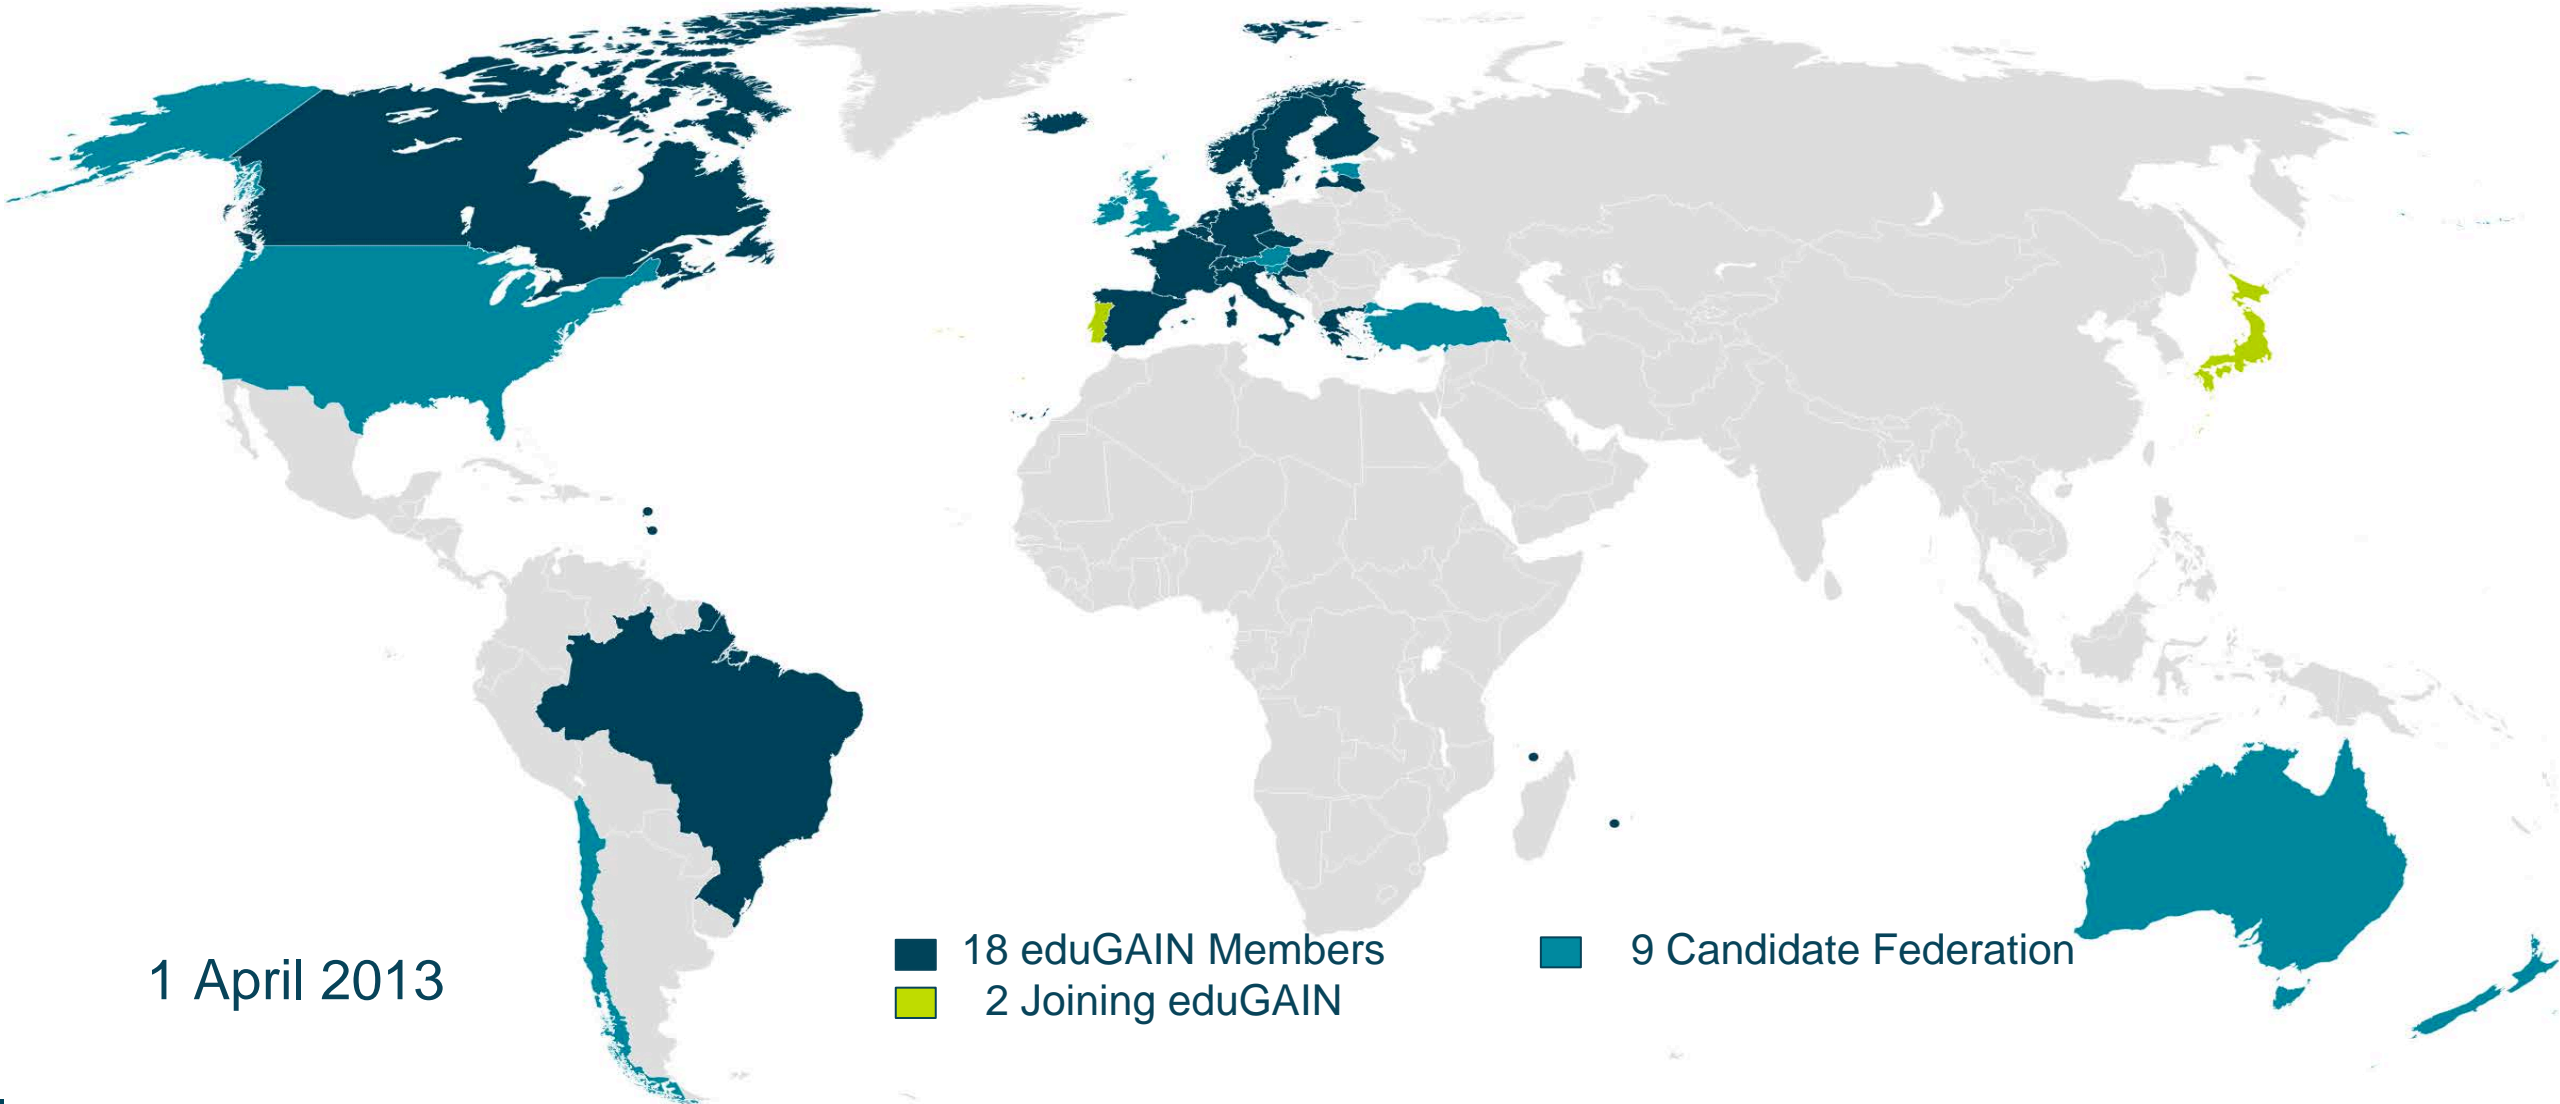 1 April 2013
18 eduGAIN Members
2 Joining eduGAIN
9 Candidate Federation